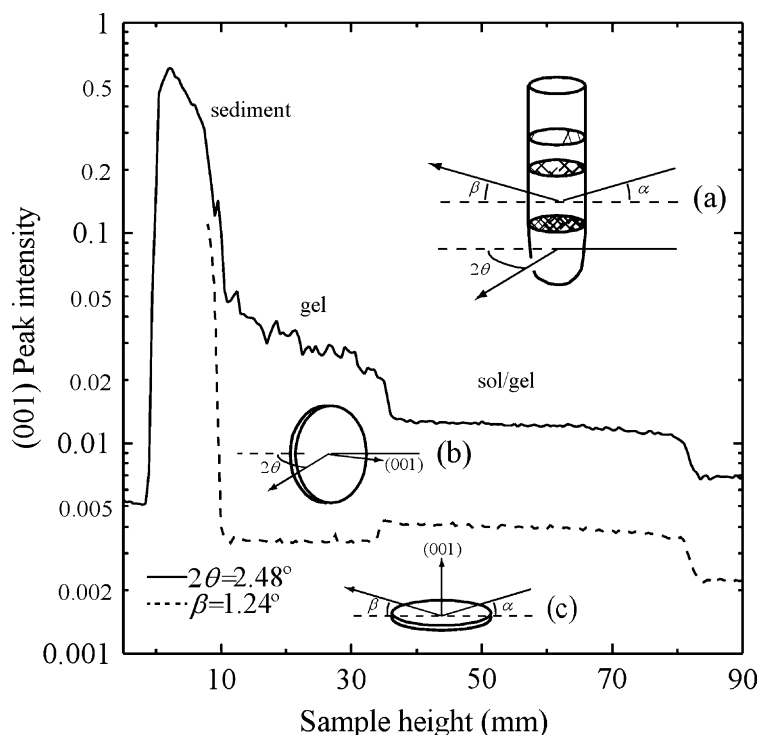 (001) Peak intensity
1
0.5
0.2
0.1
0.05
0.02
0.01
0.005
0.002
0.001
sediment
gel
sol/gel
β
α
(a)
2θ
2θ
(001)
(b)
(001)
β
α
(c)
2θ=2.48°
β=1.24°
10
30
50
70
90
Sample height (mm)